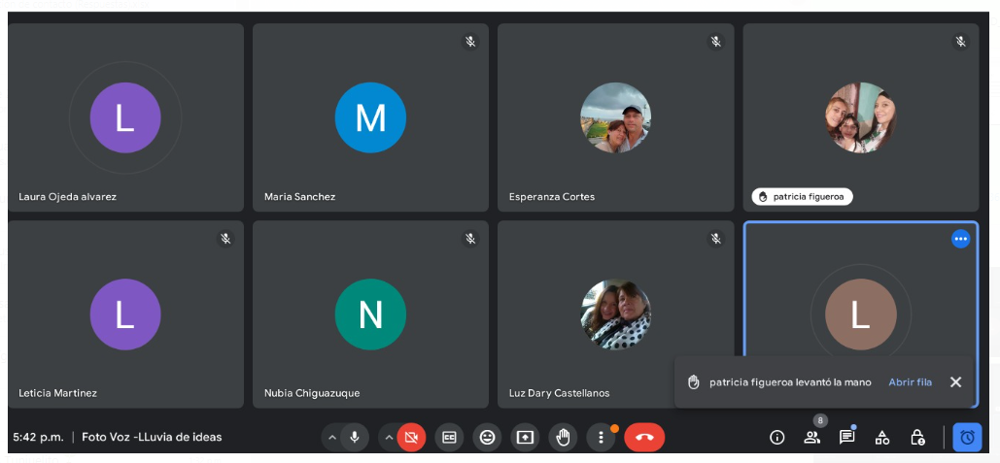 L
Laura Ojeda alvarez
M
Maria Sanchez
Esperanza Cortes
patricia figueroa
L
Leticia Martinez
N
Nubia Chiguazuque
Luz Dary Castellanos
L
patricia figueroa levantó la mano Abrir fila
5:42 p.m. | Foto Voz -LLuvia de ideas
8